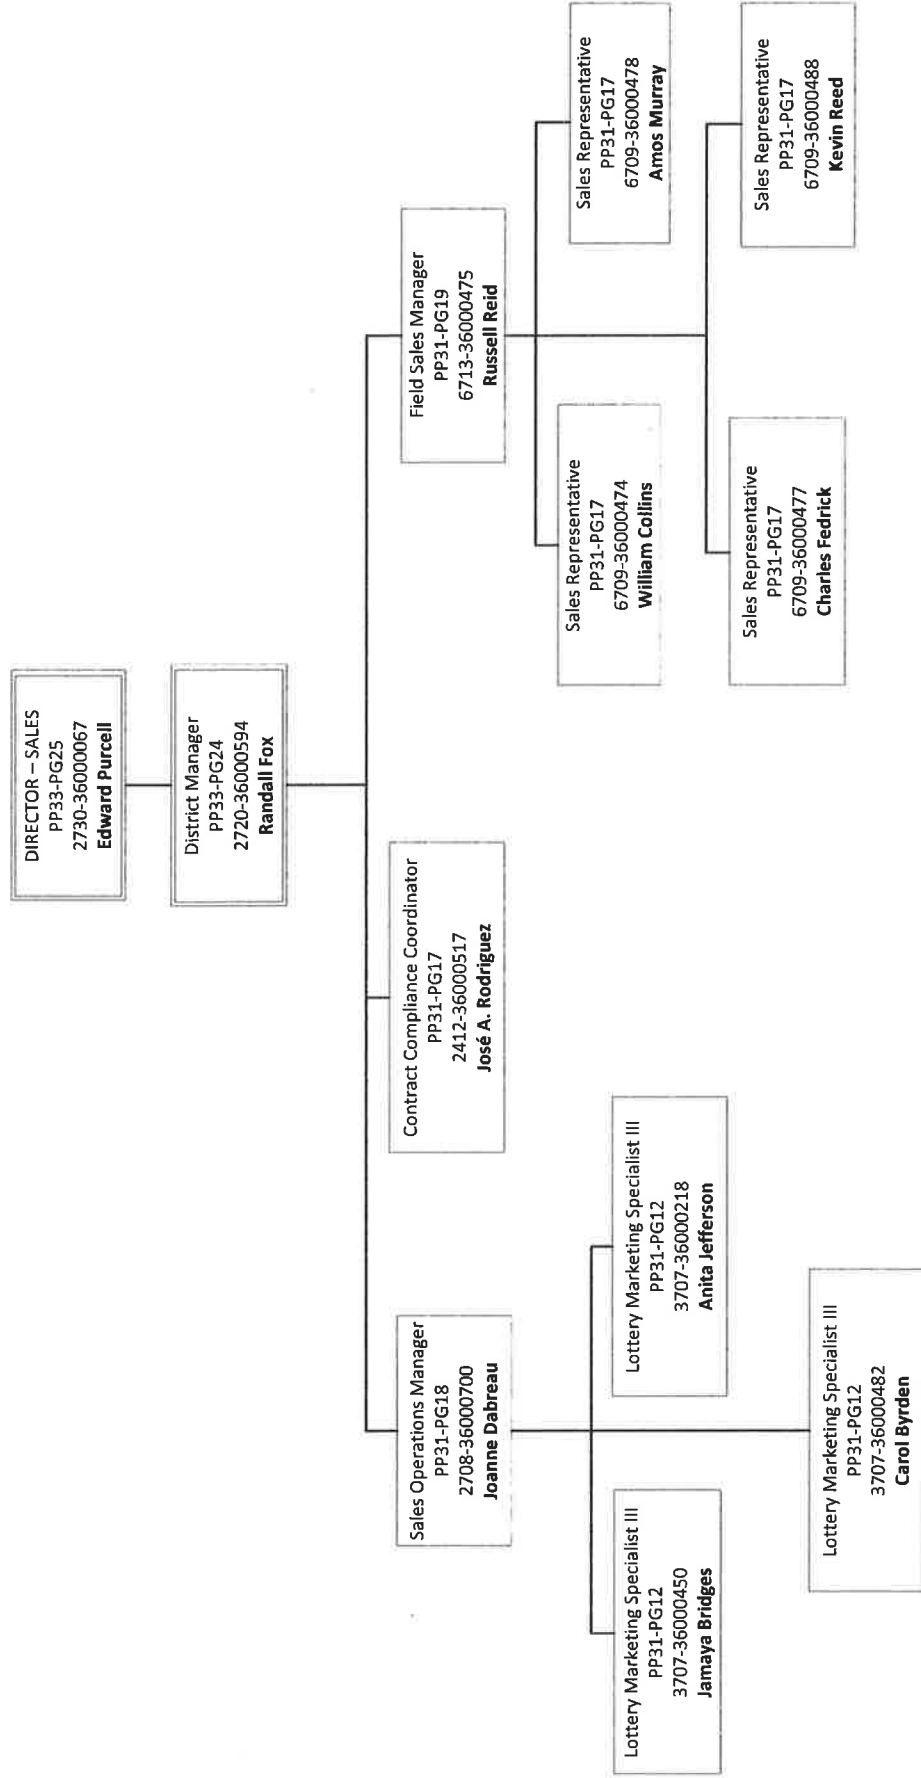 DIRECTOR – SALES
PP33-PG25
2730-36000067
Edward Purcell
District Manager
PP33-PG24
2720-36000594
Randall Fox
Sales Operations Manager
PP31-PG18
2708-36000700
Joanne Dabreau
Contract Compliance Coordinator
PP31-PG17
2412-36000517
José A. Rodriguez
Field Sales Manager
PP31-PG19
6713-36000475
Russell Reid
Lottery Marketing Specialist III
PP31-PG12
3707-36000450
Jamaya Bridges
Lottery Marketing Specialist III
PP31-PG12
3707-36000218
Anita Jefferson
Lottery Marketing Specialist III
PP31-PG12
3707-36000482
Carol Byrden
Sales Representative
PP31-PG17
6709-36000474
William Collins
Sales Representative
PP31-PG17
6709-36000478
Amos Murray
Sales Representative
PP31-PG17
6709-36000477
Charles Fedrick
Sales Representative
PP31-PG17
6709-36000488
Kevin Reed